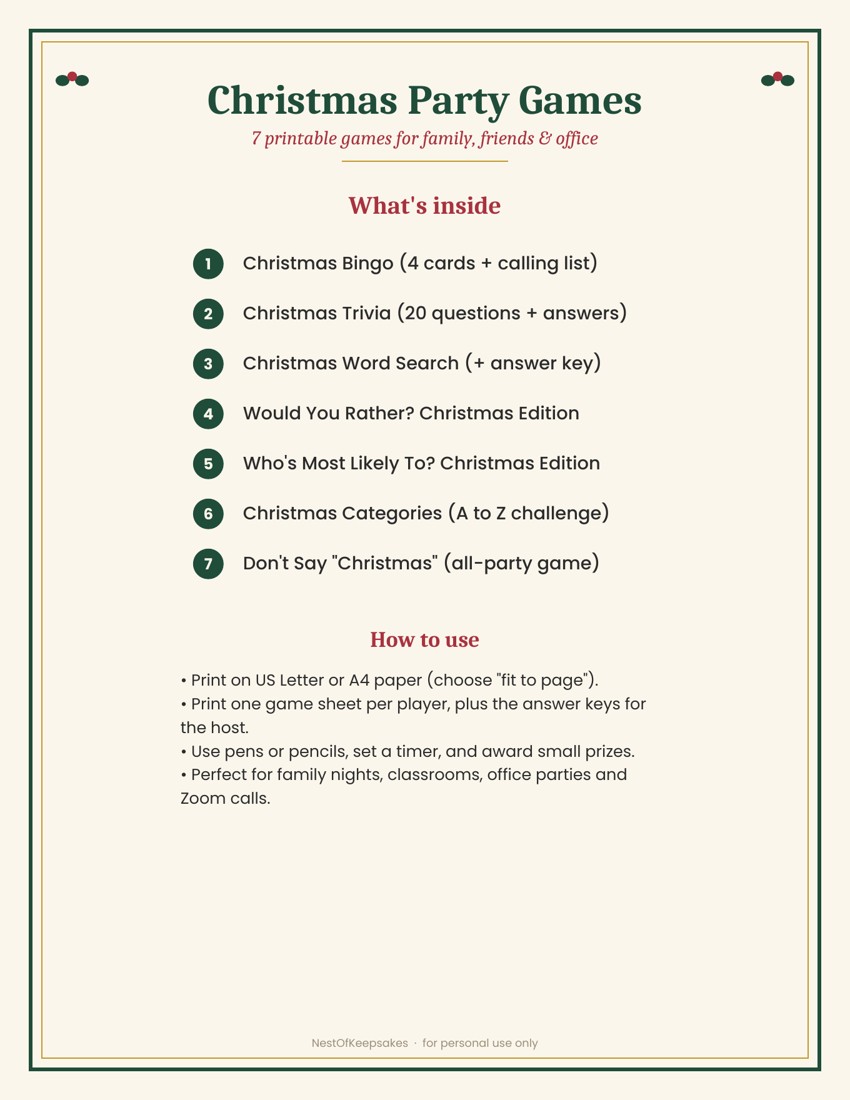 Christmas Party Games
7 printable games for family, friends & office
What's inside
1 Christmas Bingo (4 cards + calling list)
2 Christmas Trivia (20 questions + answers)
3 Christmas Word Search (+ answer key)
4 Would You Rather? Christmas Edition
5 Who's Most Likely To? Christmas Edition
6 Christmas Categories (A to Z challenge)
7 Don't Say "Christmas" (all-party game)
How to use
• Print on US Letter or A4 paper (choose "fit to page").
• Print one game sheet per player, plus the answer keys for
the host.
• Use pens or pencils, set a timer, and award small prizes.
• Perfect for family nights, classrooms, office parties and
Zoom calls.
NestOfKeepsakes · for personal use only